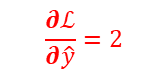 ∂ℒ/∂ŷ = 2